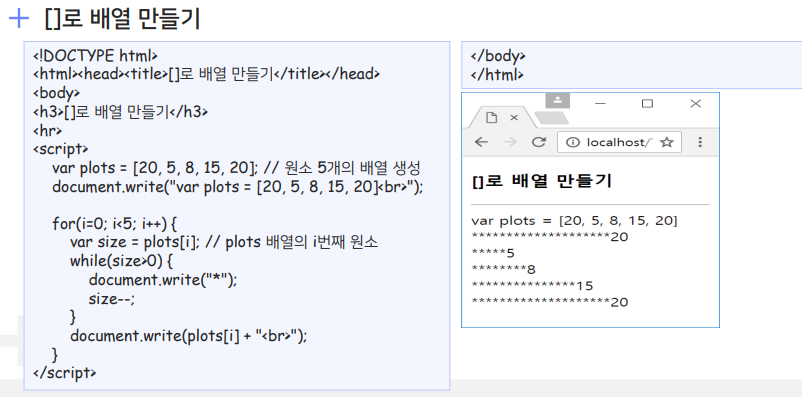 []로 배열 만들기
<!DOCTYPE html>
<html><head><title>[]로 배열 만들기</title></head>
<body>
<h3>[]로 배열 만들기</h3>
<hr>
<script>
var plots = [20, 5, 8, 15, 20]; // 원소 5개의 배열 생성
document.write("var plots = [20, 5, 8, 15, 20]<br>");
for(i=0; i<5; i++) {
var size = plots[i]; // plots 배열의 i번째 원소
while(size>0) {
document.write("*");
size--;
}
document.write(plots[i] + "<br>");
}
</script>
</body>
</html>
localhost/
[]로 배열 만들기
var plots = [20, 5, 8, 15, 20]
********************20
*****5
********8
***************15
********************20